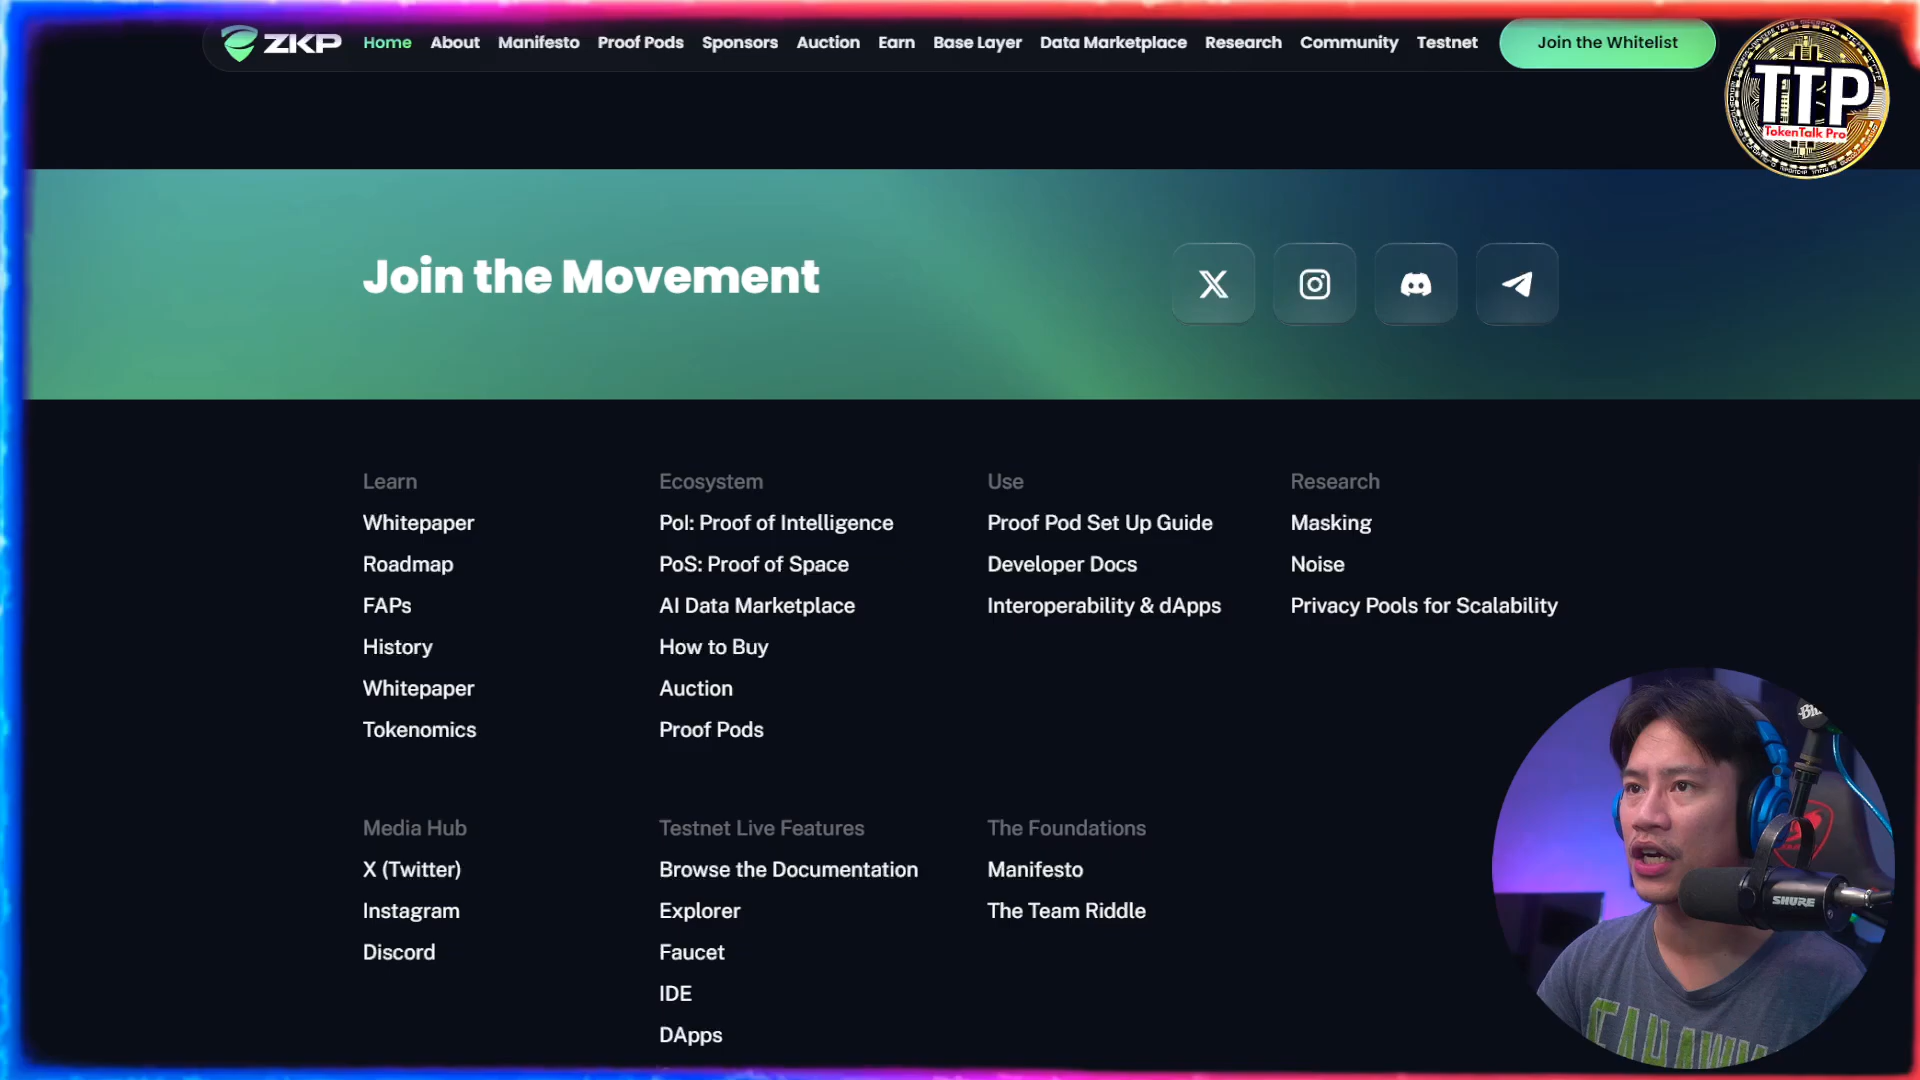 ZKP Home About Manifesto Proof Pods Sponsors Auction Earn Base Layer Data Marketplace Research Community Testnet Join the Whitelist
TTP
TokenTalk Pro
Join the Movement
Learn
Whitepaper
Roadmap
FAPs
History
Whitepaper
Tokenomics
Ecosystem
PoI: Proof of Intelligence
PoS: Proof of Space
AI Data Marketplace
How to Buy
Auction
Proof Pods
Use
Proof Pod Set Up Guide
Developer Docs
Interoperability & dApps
Research
Masking
Noise
Privacy Pools for Scalability
Media Hub
X (Twitter)
Instagram
Discord
Testnet Live Features
Browse the Documentation
Explorer
Faucet
IDE
DApps
The Foundations
Manifesto
The Team Riddle
SHURE